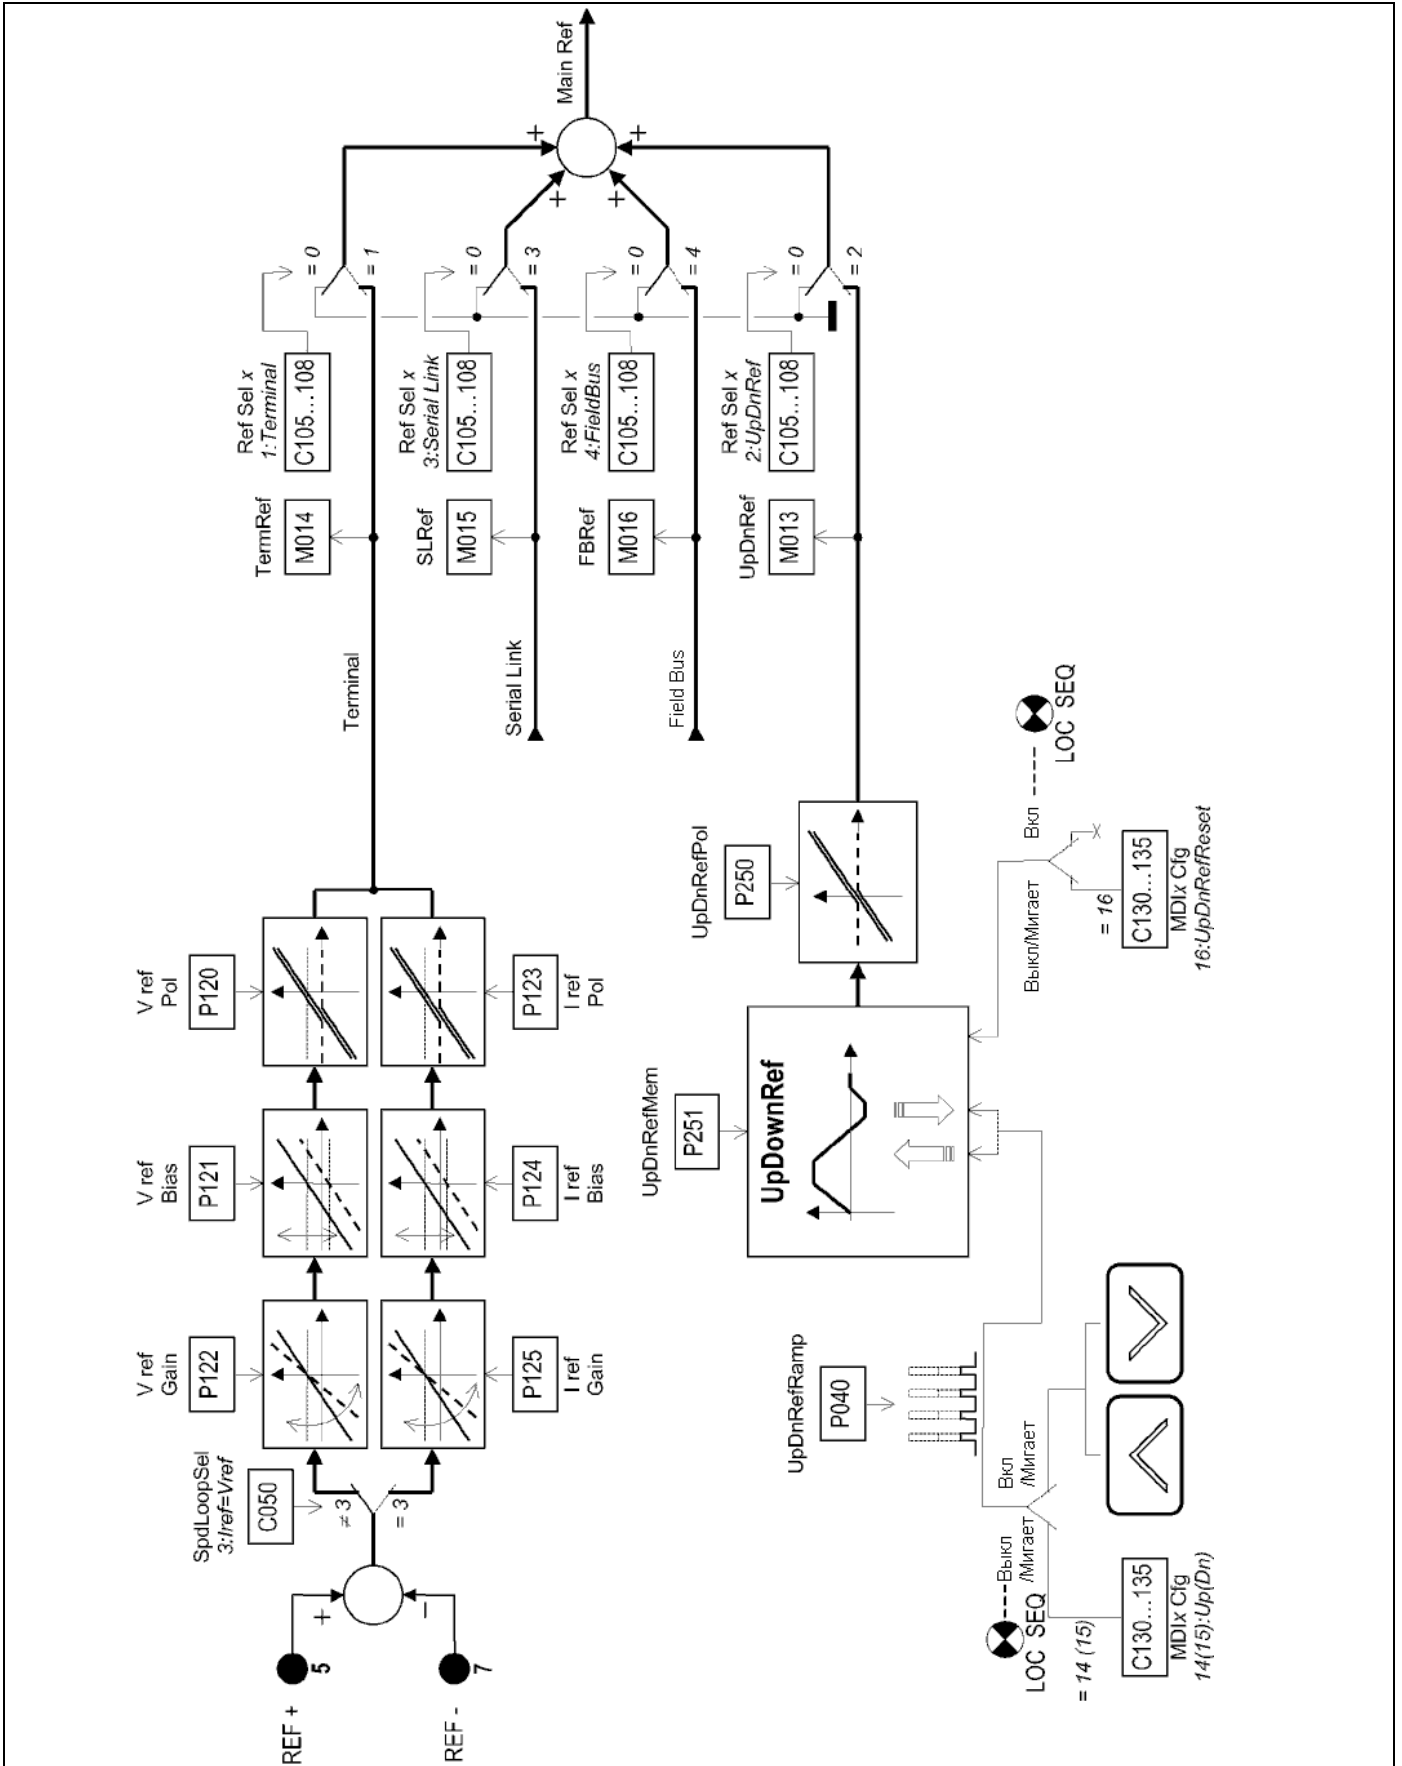 REF +
5
REF -
7
+
−
SpdLoopSel
3:Iref=Vref
C050
≠ 3
= 3
V ref
Gain
P122
P125
I ref
Gain
V ref
Bias
P121
P124
I ref
Bias
V ref
Pol
P120
P123
I ref
Pol
Terminal
TermRef
M014
Ref Sel x
1:Terminal
C105...108
= 0
= 1
Serial Link
SLRef
M015
Ref Sel x
3:Serial Link
C105...108
= 0
= 3
Field Bus
FBRef
M016
Ref Sel x
4:FieldBus
C105...108
= 0
= 4
UpDnRef
M013
Ref Sel x
2:UpDnRef
C105...108
= 0
= 2
+
+
+
+
Main Ref
UpDnRefPol
P250
UpDnRefMem
P251
UpDownRef
UpDnRefRamp
P040
Выкл
/Мигает
Вкл
/Мигает
LOC SEQ
= 14 (15)
C130...135
MDIx Cfg
14(15):Up(Dn)
Выкл/Мигает
Вкл
LOC SEQ
= 16
C130...135
MDIx Cfg
16:UpDnRefReset